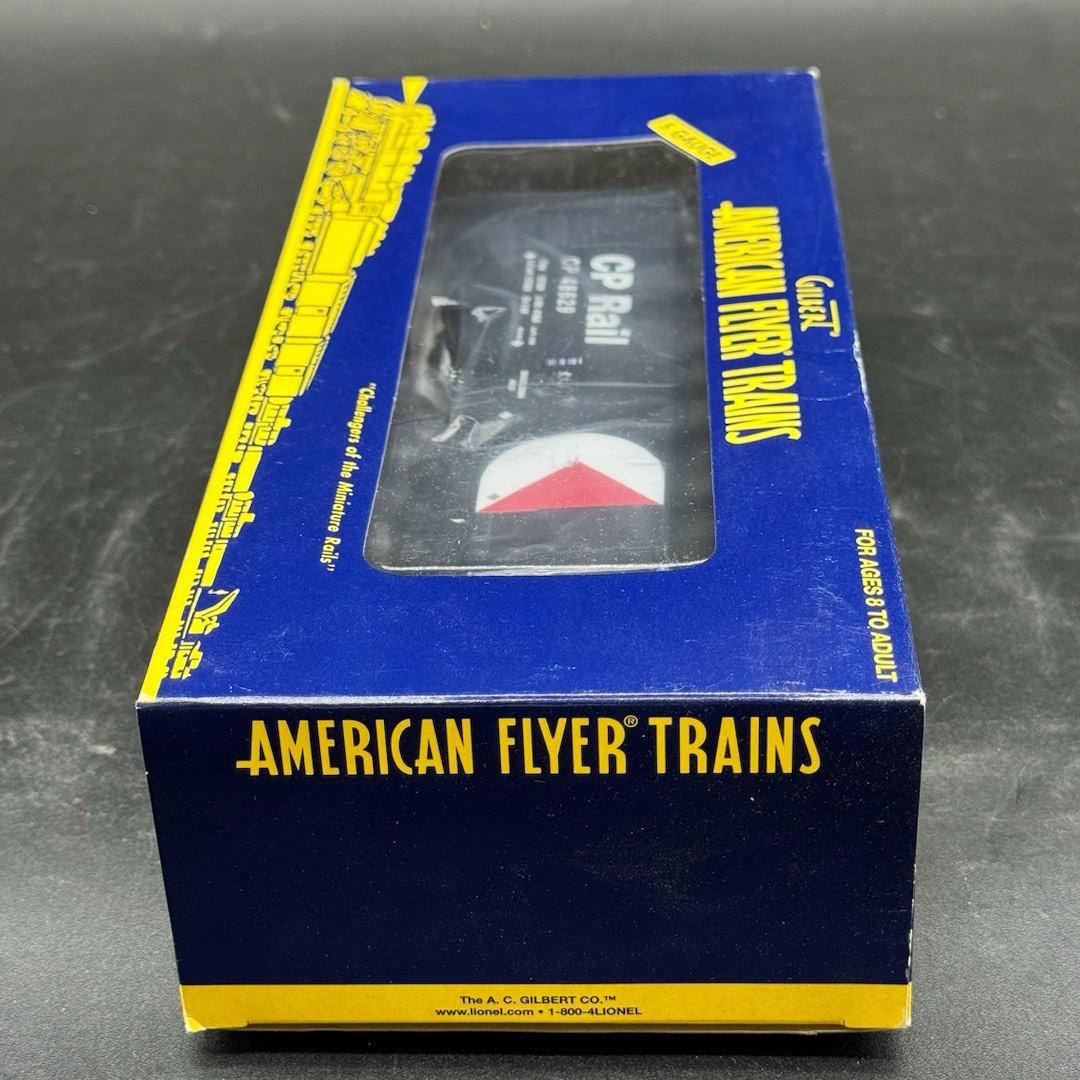 S GAUGE
GILBERT
AMERICAN FLYER TRAINS
FOR AGES 8 TO ADULT
CP Rail
CP 48629
"Challengers of the Miniature Rails"
AMERICAN FLYER® TRAINS
The A. C. GILBERT CO.™
www.lionel.com • 1-800-4LIONEL